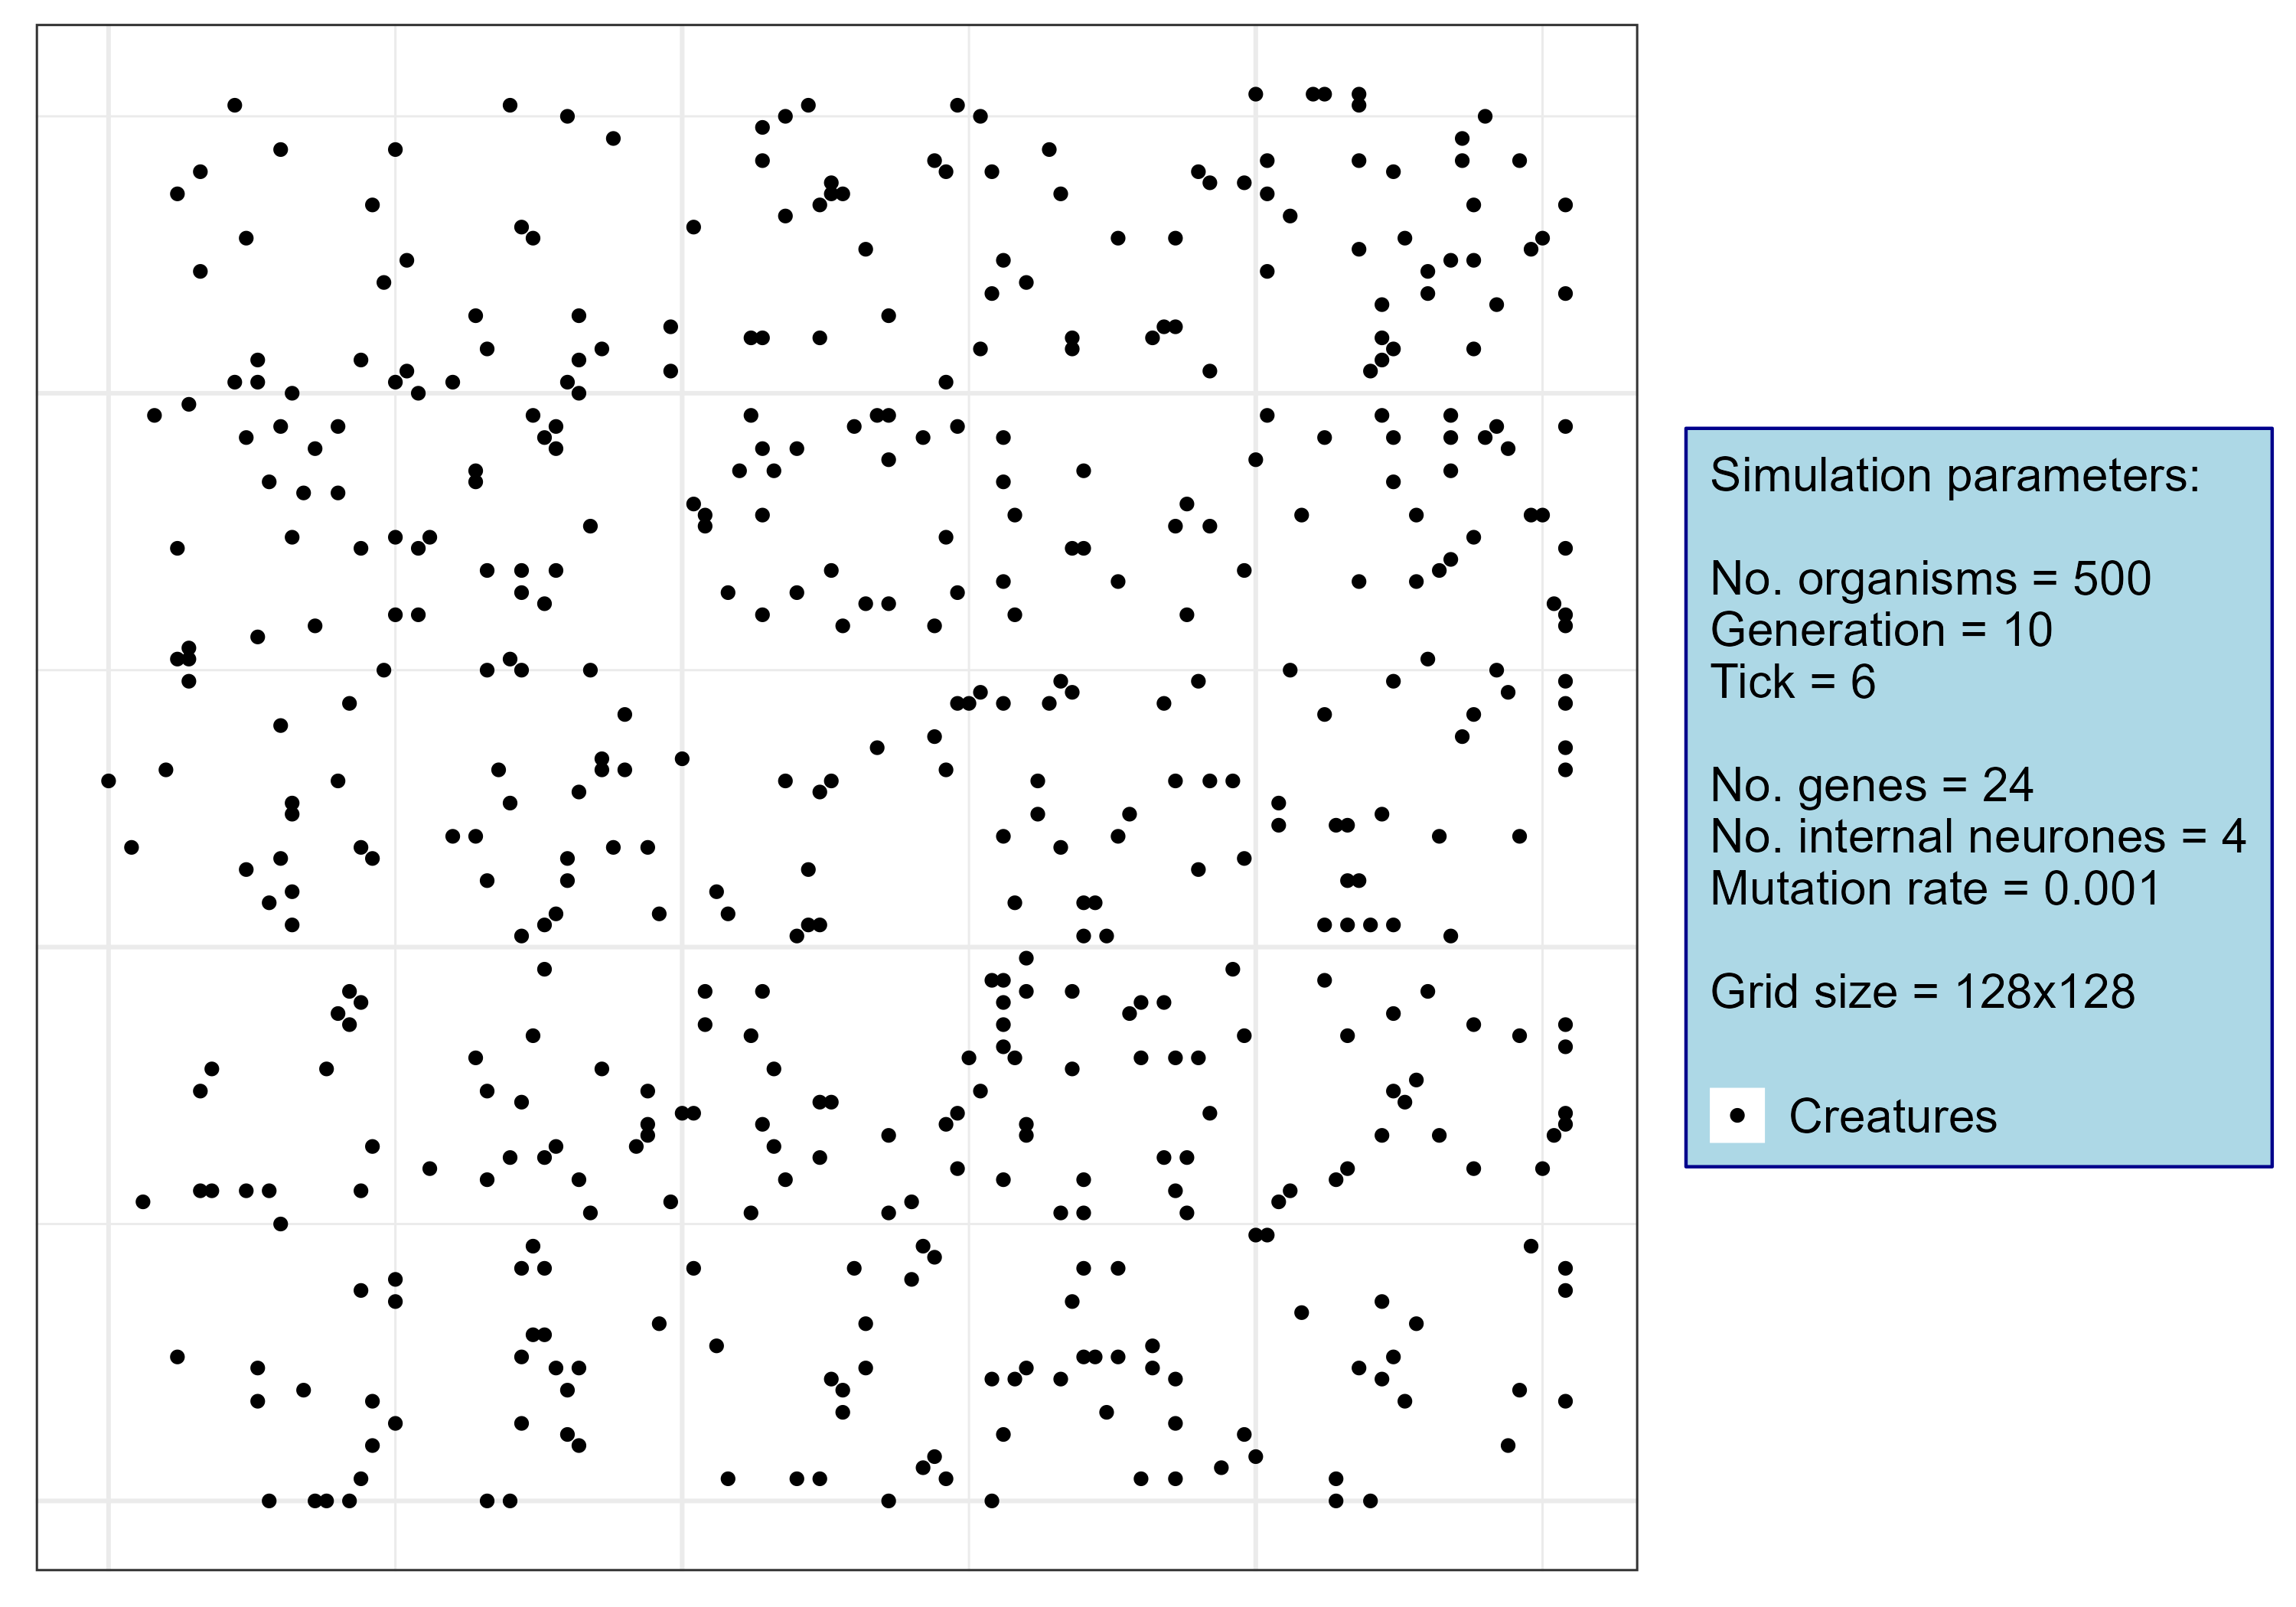 Simulation parameters:
No. organisms = 500
Generation = 10
Tick = 6
No. genes = 24
No. internal neurones = 4
Mutation rate = 0.001
Grid size = 128x128
Creatures